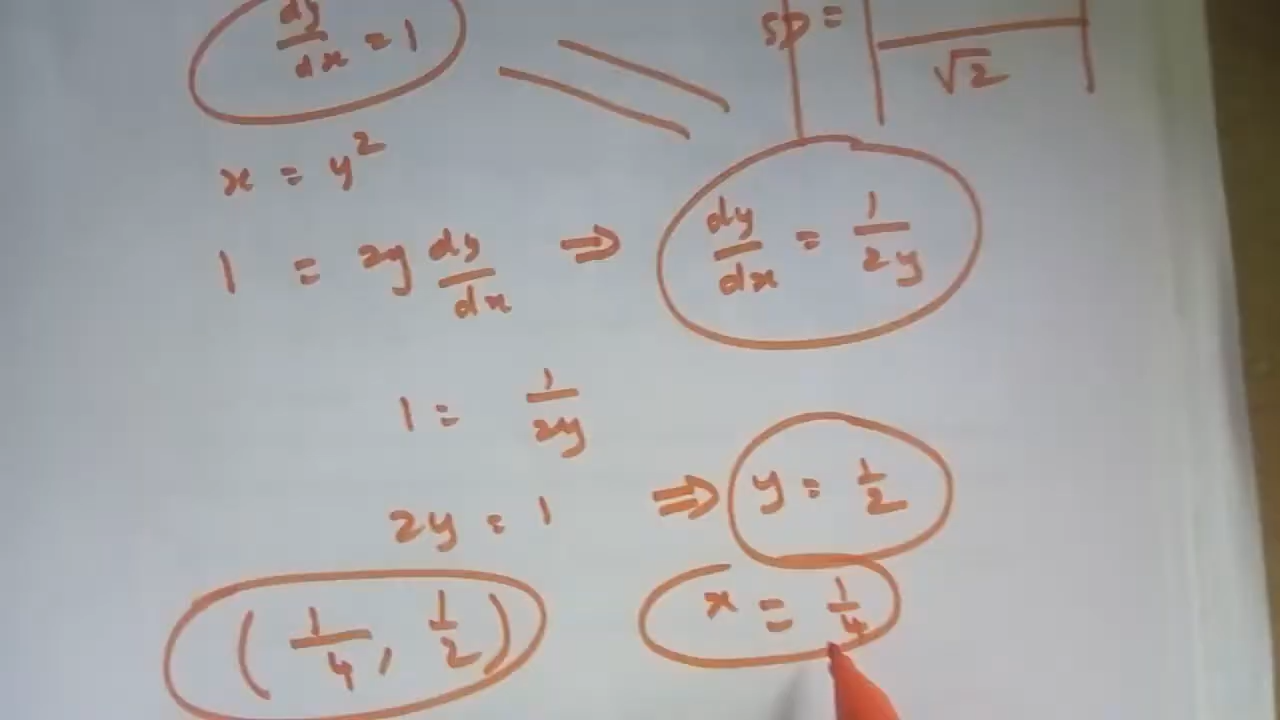 dy/dx = 1
SD = | /√2 |
x = y²
1 = 2y dy/dx ⇒ dy/dx = 1/2y
1 = 1/2y
2y = 1 ⇒ y = 1/2
(1/4, 1/2) x = 1/4